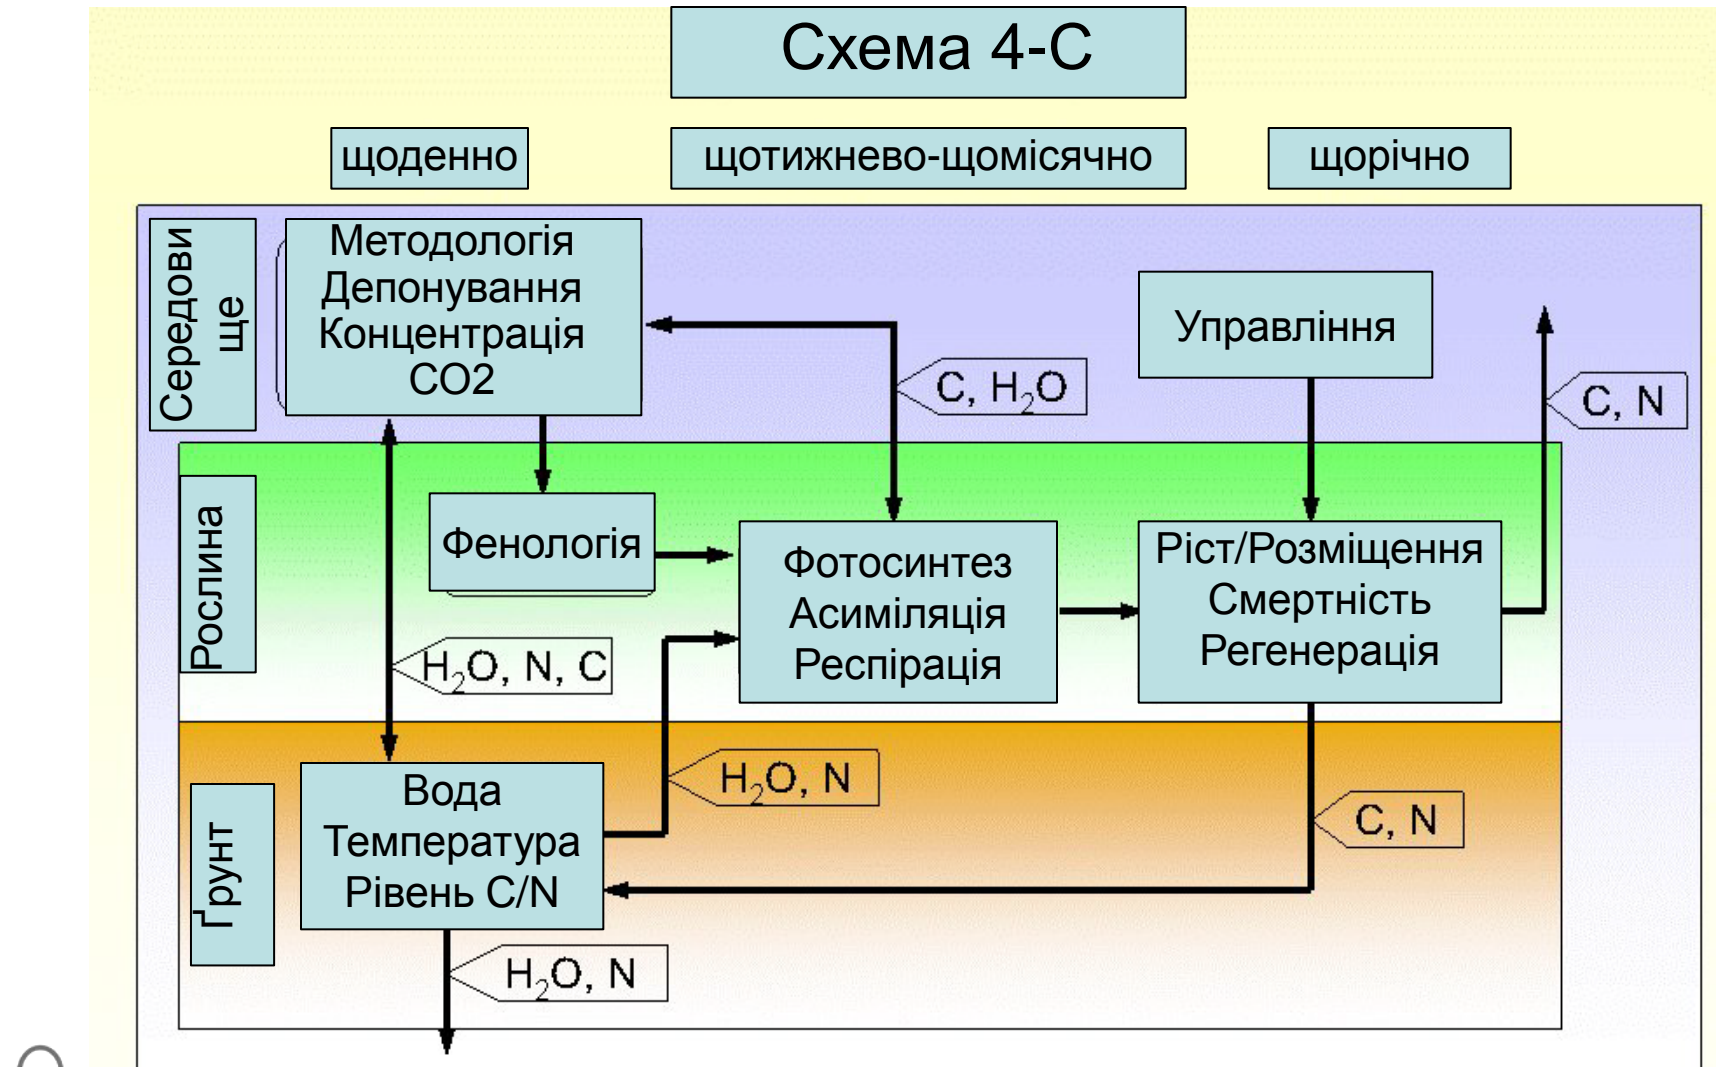 Схема 4-С
щоденно
щотижнево-щомісячно
щорічно
Середови
ще
Методологія
Депонування
Концентрація
СО2
Управління
C, H₂O
C, N
Рослина
Фенологія
Фотосинтез
Асиміляція
Респірація
Ріст/Розміщення
Смертність
Регенерація
H₂O, N, C
Ґрунт
Вода
Температура
Рівень C/N
H₂O, N
C, N
H₂O, N